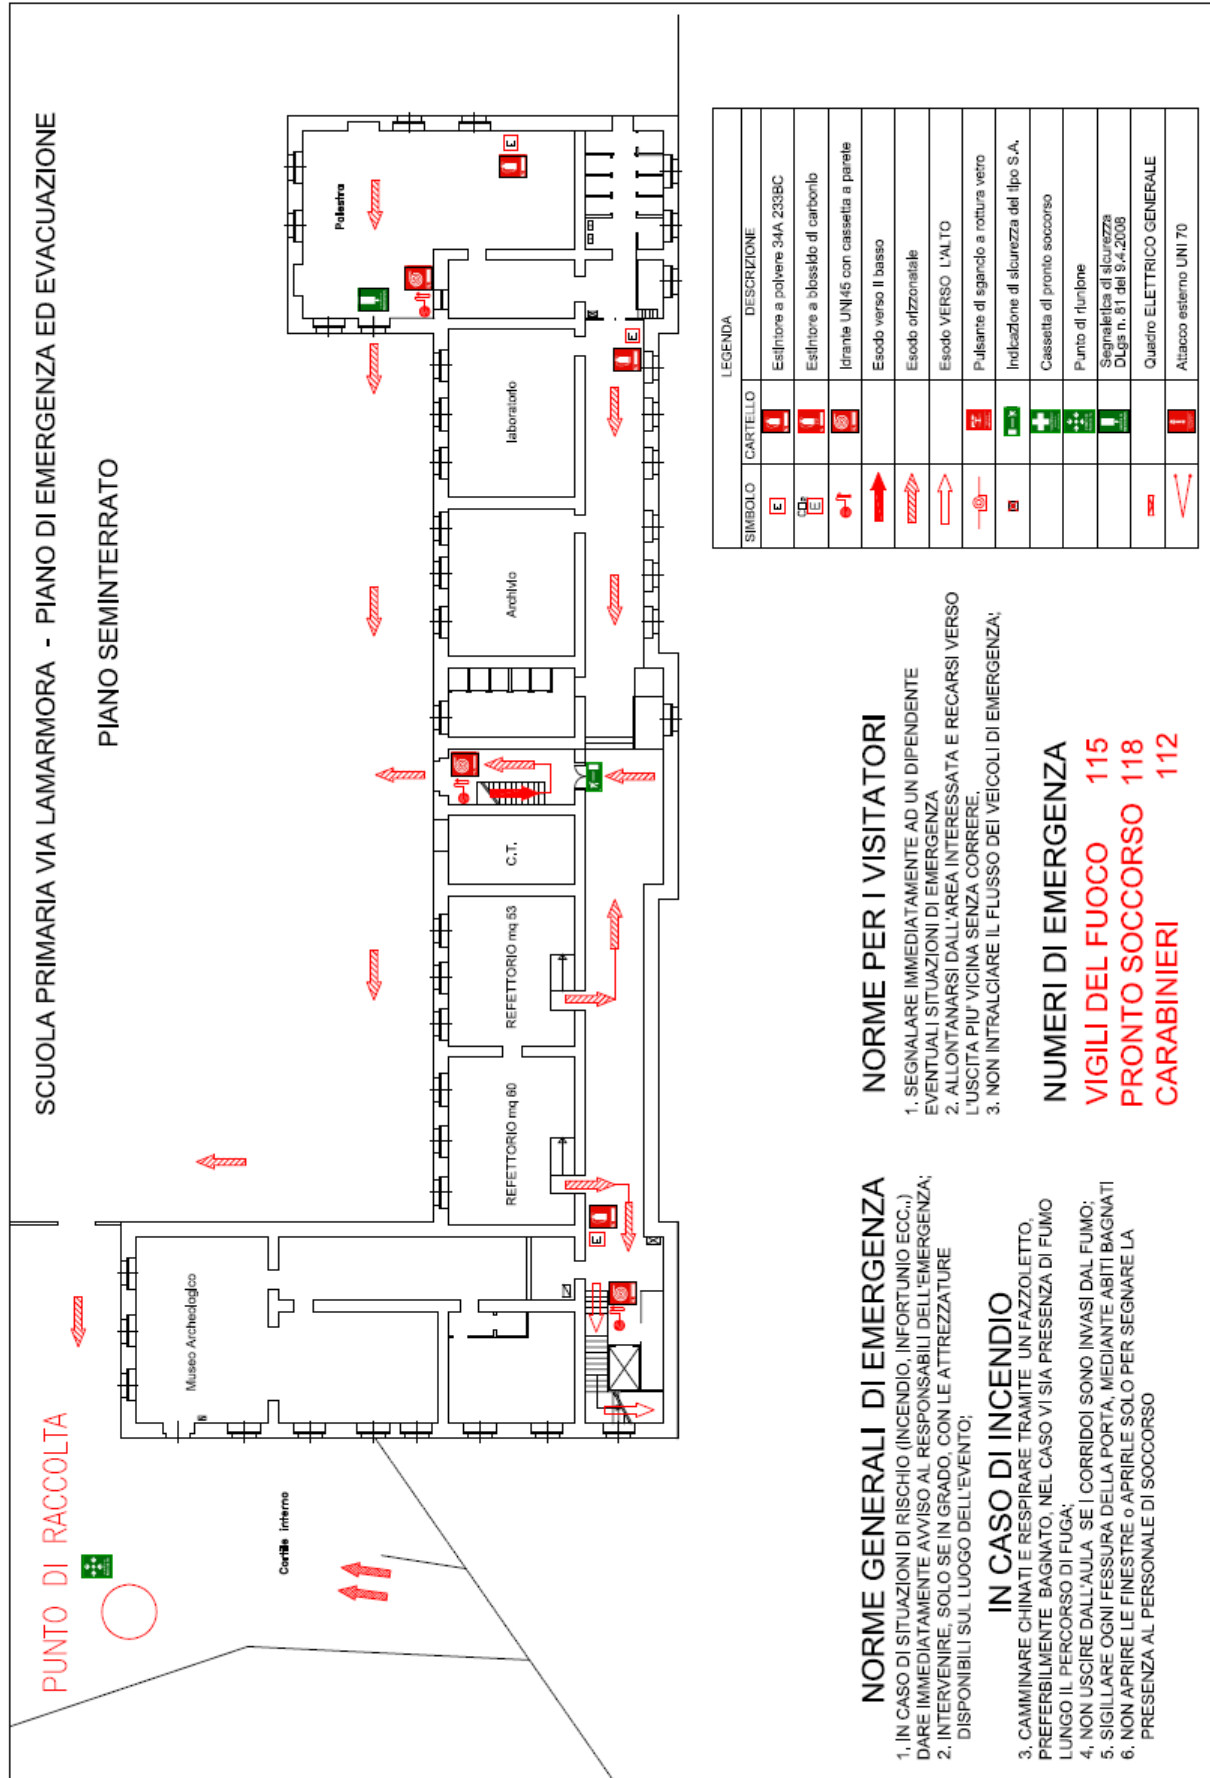 SCUOLA PRIMARIA VIA LAMARMORA - PIANO DI EMERGENZA ED EVACUAZIONE
PIANO SEMINTERRATO
PUNTO DI RACCOLTA
Cortile interno
Museo Archeologico
REFETTORIO mq 60
REFETTORIO mq 53
C.T.
Archivio
laboratorio
Palestra
E
E
E
NORME GENERALI DI EMERGENZA
1. IN CASO DI SITUAZIONI DI RISCHIO (INCENDIO, INFORTUNIO ECC..)
DARE IMMEDIATAMENTE AVVISO AI RESPONSABILI DELL'EMERGENZA;
2. INTERVENIRE, SOLO SE IN GRADO, CON LE ATTREZZATURE
DISPONIBILI SUL LUOGO DELL'EVENTO;
IN CASO DI INCENDIO
3. CAMMINARE CHINATI E RESPIRARE TRAMITE UN FAZZOLETTO,
PREFERBILMENTE BAGNATO, NEL CASO VI SIA PRESENZA DI FUMO
LUNGO IL PERCORSO DI FUGA;
4. NON USCIRE DALL'AULA SE I CORRIDOI SONO INVASI DAL FUMO;
5. SIGILLARE OGNI FESSURA DELLA PORTA, MEDIANTE ABITI BAGNATI
6. NON APRIRE LE FINESTRE o APRIRLE SOLO PER SEGNARE LA
PRESENZA AL PERSONALE DI SOCCORSO
NORME PER I VISITATORI
1. SEGNALARE IMMEDIATAMENTE AD UN DIPENDENTE
EVENTUALI SITUAZIONI DI EMERGENZA
2. ALLONTANARSI DALL'AREA INTERESSATA E RECARSI VERSO
L'USCITA PIU' VICINA SENZA CORRERE.
3. NON INTRALCIARE IL FLUSSO DEI VEICOLI DI EMERGENZA;
NUMERI DI EMERGENZA
VIGILI DEL FUOCO 115
PRONTO SOCCORSO 118
CARABINIERI 112
LEGENDA
SIMBOLO CARTELLO DESCRIZIONE
E Estintore a polvere 34A 233BC
CO2 E Estintore a biossido di carbonio
Idrante UNI45 con cassetta a parete
Esodo verso il basso
Esodo orizzonatale
Esodo VERSO L'ALTO
Pulsante di sgancio a rottura vetro
Indicazione di sicurezza del tipo S.A.
Cassetta di pronto soccorso
Punto di riunione
Segnaletica di sicurezza
DLgs n. 81 del 9.4.2008
Quadro ELETTRICO GENERALE
Attacco esterno UNI 70